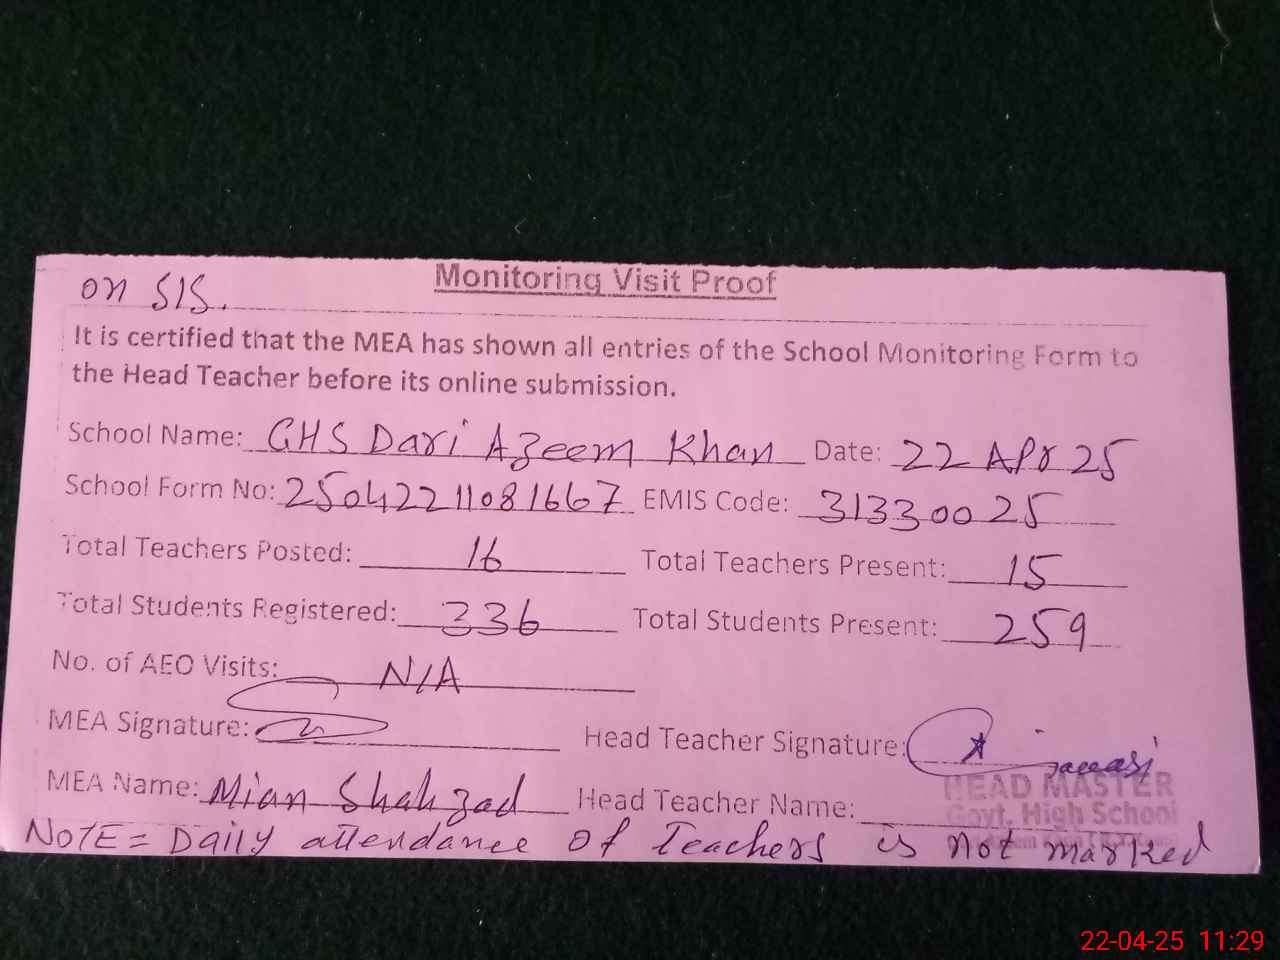 Monitoring Visit Proof
on SIS.
It is certified that the MEA has shown all entries of the School Monitoring Form to
the Head Teacher before its online submission.
School Name: GHS Dari Azeem Khan Date: 22 Apr 25
School Form No: 25042211081667 EMIS Code: 31330025
Total Teachers Posted: 16 Total Teachers Present: 15
Total Students Registered: 336 Total Students Present: 259
No. of AEO Visits: N/A
MEA Signature: Head Teacher Signature:
MEA Name: Mian Shahzad Head Teacher Name:
HEAD MASTER
Govt. High School
NOTE = Daily attendance of Teachers is not marked
22-04-25 11:29